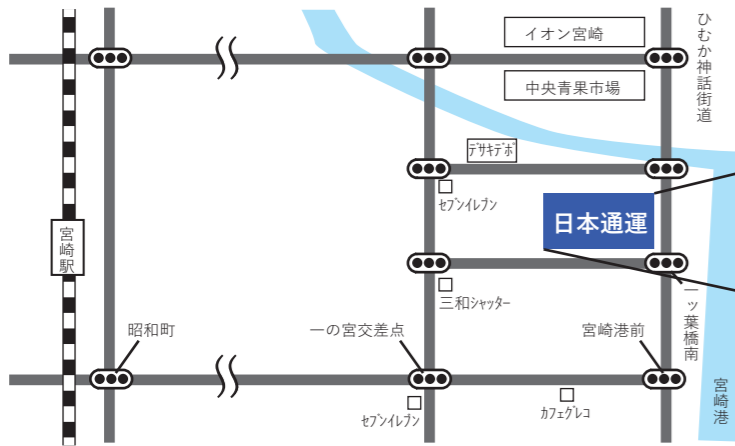 イオン宮崎
ひむか神話街道
中央青果市場
ﾃﾞｻｷﾃﾞﾎﾟ
ｾﾌﾞﾝｲﾚﾌﾞﾝ
日本通運
宮崎駅
三和ｼｬｯﾀｰ
一ッ葉橋南
昭和町
一の宮交差点
宮崎港前
宮崎港
ｾﾌﾞﾝｲﾚﾌﾞﾝ
ｶﾌｪｸﾞﾚｺ